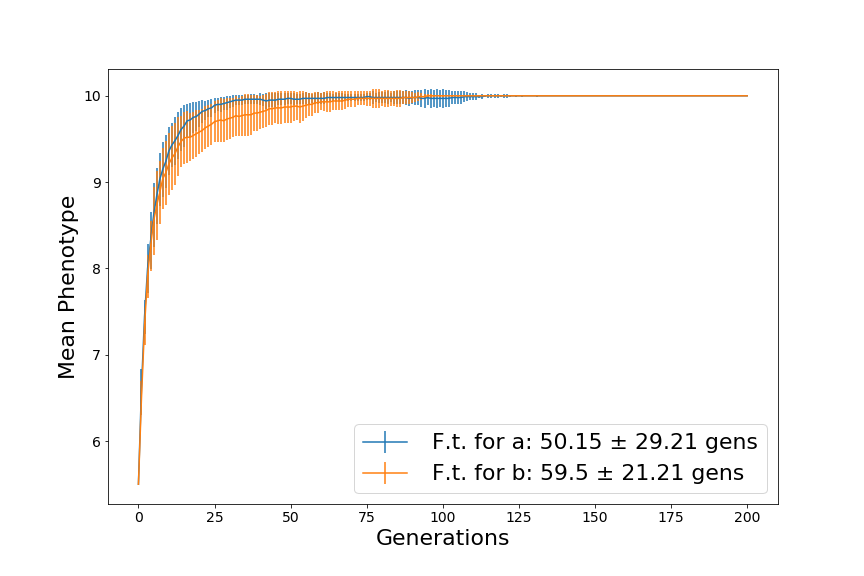 10
9
8
7
6
Mean Phenotype
F.t. for a: 50.15 ± 29.21 gens
F.t. for b: 59.5 ± 21.21 gens
0 25 50 75 100 125 150 175 200
Generations